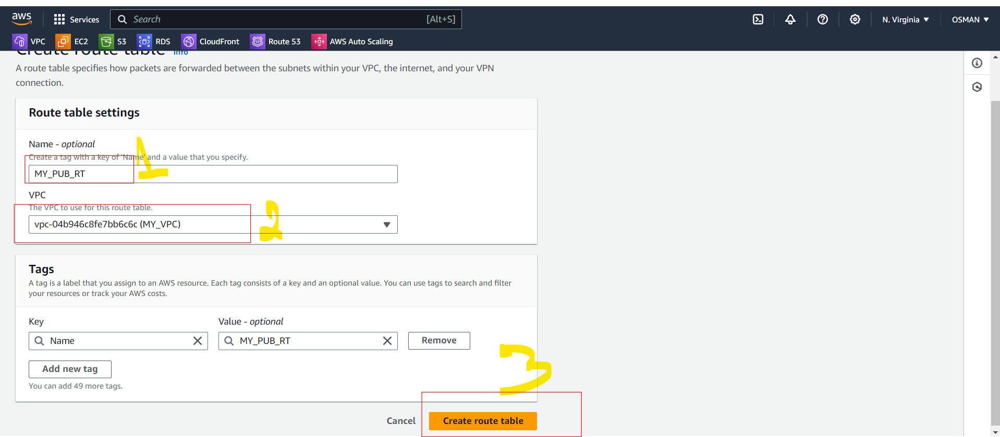 aws
Services
Search
[Alt+S]
N. Virginia
OSMAN
VPC
EC2
S3
RDS
CloudFront
Route 53
AWS Auto Scaling
Create route table
Info
A route table specifies how packets are forwarded between the subnets within your VPC, the internet, and your VPN
connection.
Route table settings
Name - optional
Create a tag with a key of 'Name' and a value that you specify.
MY_PUB_RT
1
VPC
The VPC to use for this route table.
vpc-04b946c8fe7bb6c6c (MY_VPC)
2
Tags
A tag is a label that you assign to an AWS resource. Each tag consists of a key and an optional value. You can use tags to search and filter
your resources or track your AWS costs.
Key
Value - optional
Name
MY_PUB_RT
Remove
Add new tag
You can add 49 more tags.
3
Cancel
Create route table